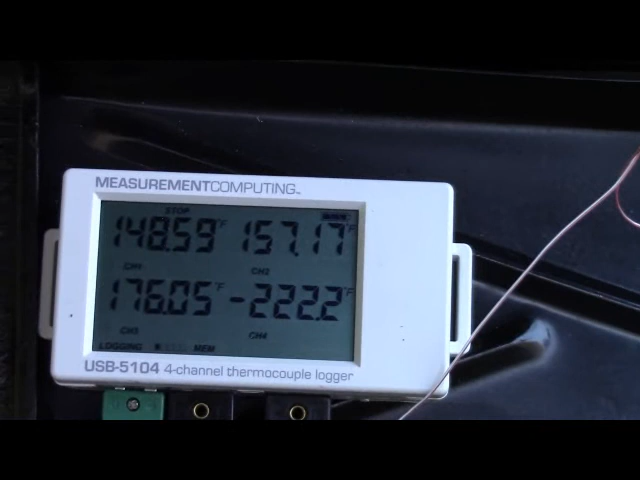 MEASUREMENTCOMPUTING™
STOP
148.59°F 157.17°F
CH1 CH2
176.05°F -222.2°F
CH3 CH4
LOGGING MEM
USB-5104 4-channel thermocouple logger